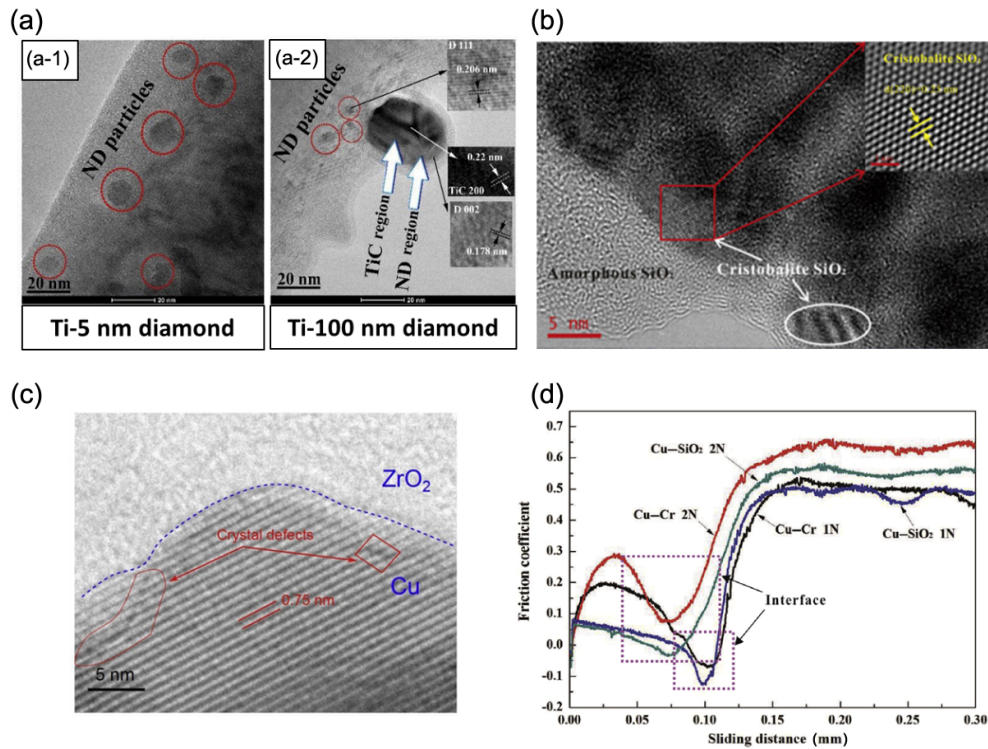 (a)
(a-1)
ND particles
20 nm
20 nm
Ti-5 nm diamond
(a-2)
ND particles
D 111
0.206 nm
0.22 nm
TiC 200
D 002
0.178 nm
TiC region
ND region
20 nm
20 nm
Ti-100 nm diamond
(b)
Cristobalite SiO₂
Amorphous SiO₂
Cristobalite SiO₂
5 nm
(c)
ZrO₂
Crystal defects
Cu
0.75 nm
5 nm
(d)
Friction coefficient
0.7
0.6
0.5
0.4
0.3
0.2
0.1
0.0
-0.1
-0.2
Cu—SiO₂ 2N
Cu—Cr 2N
Cu—Cr 1N
Cu—SiO₂ 1N
Interface
0.00 0.05 0.10 0.15 0.20 0.25 0.30
Sliding distance (mm)